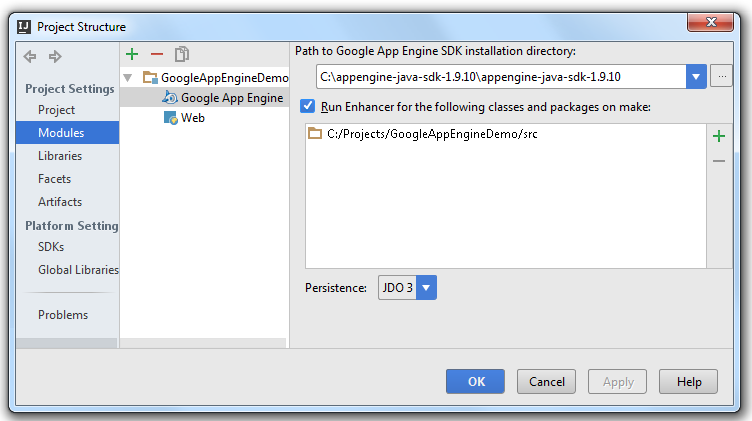 Project Structure
Project Settings
Project
Modules
Libraries
Facets
Artifacts
Platform Setting
SDKs
Global Libraries
Problems
GoogleAppEngineDemo
Google App Engine
Web
Path to Google App Engine SDK installation directory:
C:\appengine-java-sdk-1.9.10\appengine-java-sdk-1.9.10
...
Run Enhancer for the following classes and packages on make:
C:/Projects/GoogleAppEngineDemo/src
Persistence: JDO 3
OK Cancel Apply Help